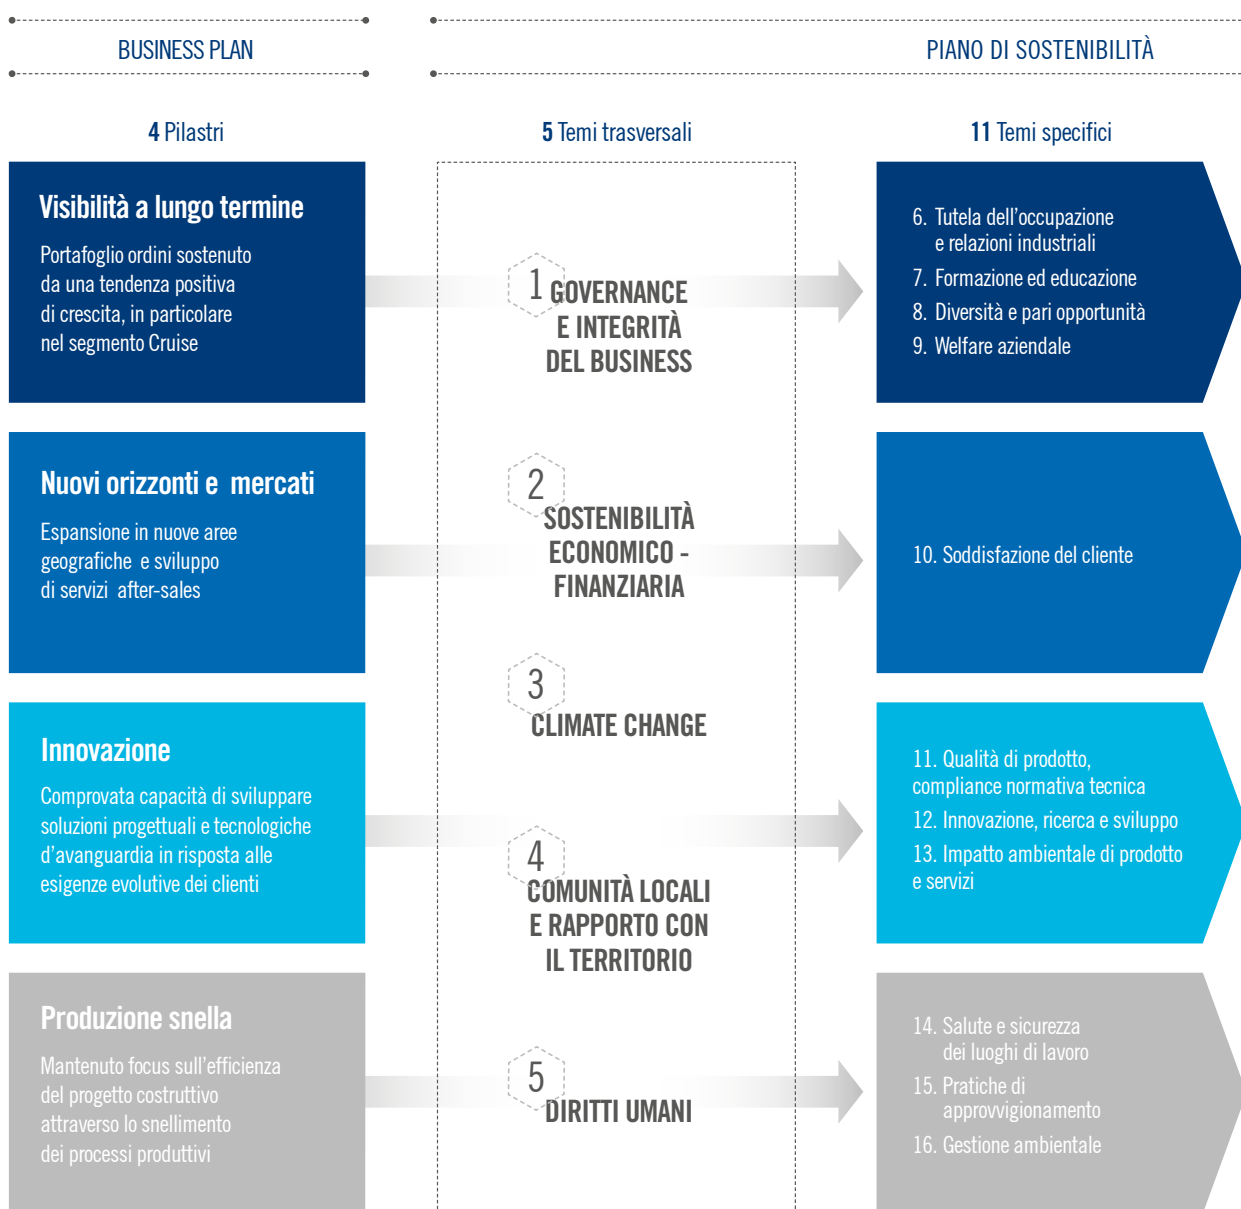 BUSINESS PLAN
PIANO DI SOSTENIBILITÀ
4 Pilastri
5 Temi trasversali
11 Temi specifici
Visibilità a lungo termine
Portafoglio ordini sostenuto
da una tendenza positiva
di crescita, in particolare
nel segmento Cruise
Nuovi orizzonti e mercati
Espansione in nuove aree
geografiche e sviluppo
di servizi after-sales
Innovazione
Comprovata capacità di sviluppare
soluzioni progettuali e tecnologiche
d’avanguardia in risposta alle
esigenze evolutive dei clienti
Produzione snella
Mantenuto focus sull’efficienza
del progetto costruttivo
attraverso lo snellimento
dei processi produttivi
1 GOVERNANCE
E INTEGRITÀ
DEL BUSINESS
2
SOSTENIBILITÀ
ECONOMICO -
FINANZIARIA
3
CLIMATE CHANGE
4
COMUNITÀ LOCALI
E RAPPORTO CON
IL TERRITORIO
5
DIRITTI UMANI
6. Tutela dell’occupazione
e relazioni industriali
7. Formazione ed educazione
8. Diversità e pari opportunità
9. Welfare aziendale
10. Soddisfazione del cliente
11. Qualità di prodotto,
compliance normativa tecnica
12. Innovazione, ricerca e sviluppo
13. Impatto ambientale di prodotto
e servizi
14. Salute e sicurezza
dei luoghi di lavoro
15. Pratiche di
approvvigionamento
16. Gestione ambientale